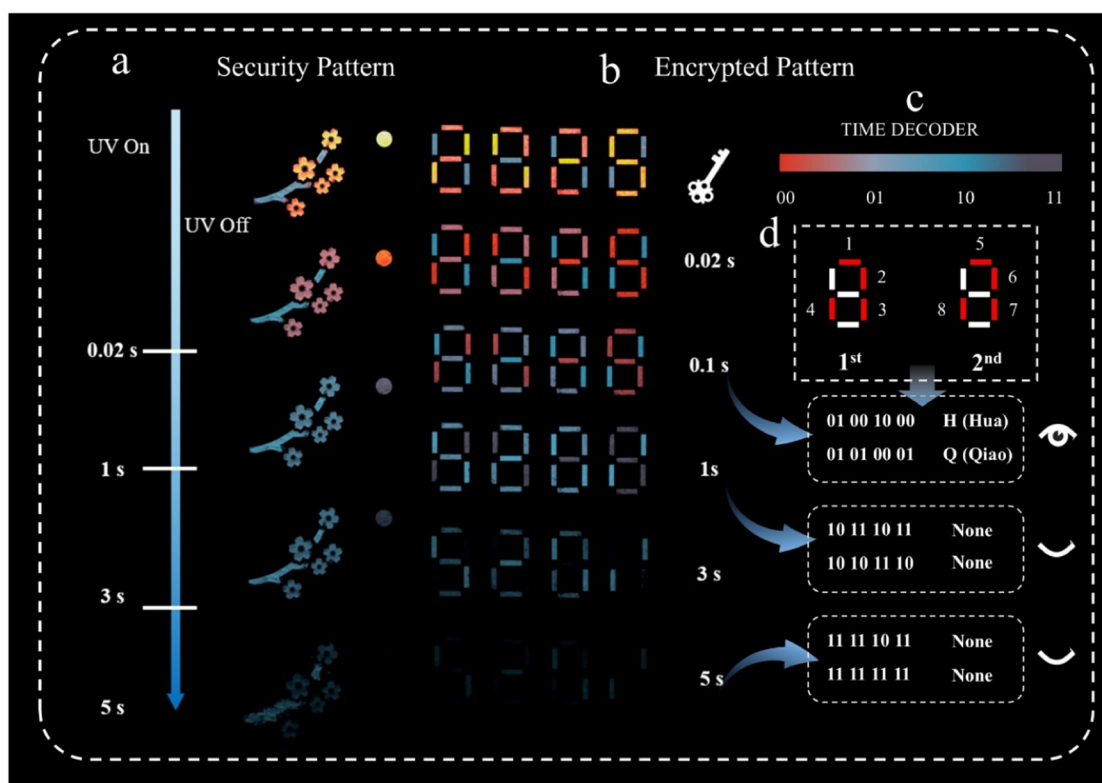 a
Security Pattern
b
Encrypted Pattern
c
TIME DECODER
00 01 10 11
UV On
UV Off
0.02 s
1 s
3 s
5 s
0.02 s
0.1 s
1s
3 s
5 s
d
1
2
3
4
1st
5
6
7
8
2nd
01 00 10 00 H (Hua)
01 01 00 01 Q (Qiao)
10 11 10 11 None
10 10 11 10 None
11 11 10 11 None
11 11 11 11 None